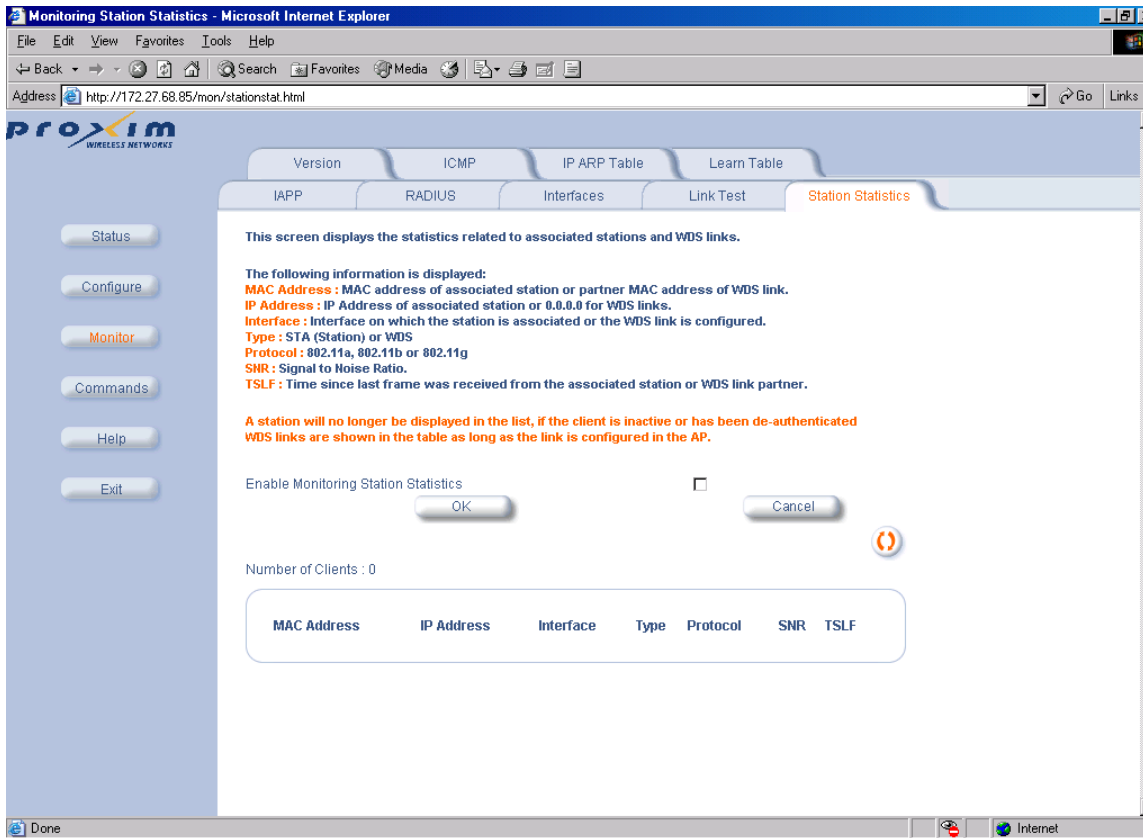 Monitoring Station Statistics - Microsoft Internet Explorer
File Edit View Favorites Tools Help
Back Search Favorites Media
Address http://172.27.68.85/mon/stationstat.html Go Links
proxim
WIRELESS NETWORKS
Version ICMP IP ARP Table Learn Table
IAPP RADIUS Interfaces Link Test Station Statistics
Status
Configure
Monitor
Commands
Help
Exit
This screen displays the statistics related to associated stations and WDS links.
The following information is displayed:
MAC Address : MAC address of associated station or partner MAC address of WDS link.
IP Address : IP Address of associated station or 0.0.0.0 for WDS links.
Interface : Interface on which the station is associated or the WDS link is configured.
Type : STA (Station) or WDS
Protocol : 802.11a, 802.11b or 802.11g
SNR : Signal to Noise Ratio.
TSLF : Time since last frame was received from the associated station or WDS link partner.
A station will no longer be displayed in the list, if the client is inactive or has been de-authenticated
WDS links are shown in the table as long as the link is configured in the AP.
Enable Monitoring Station Statistics
OK Cancel
Number of Clients : 0
MAC Address IP Address Interface Type Protocol SNR TSLF
Done Internet